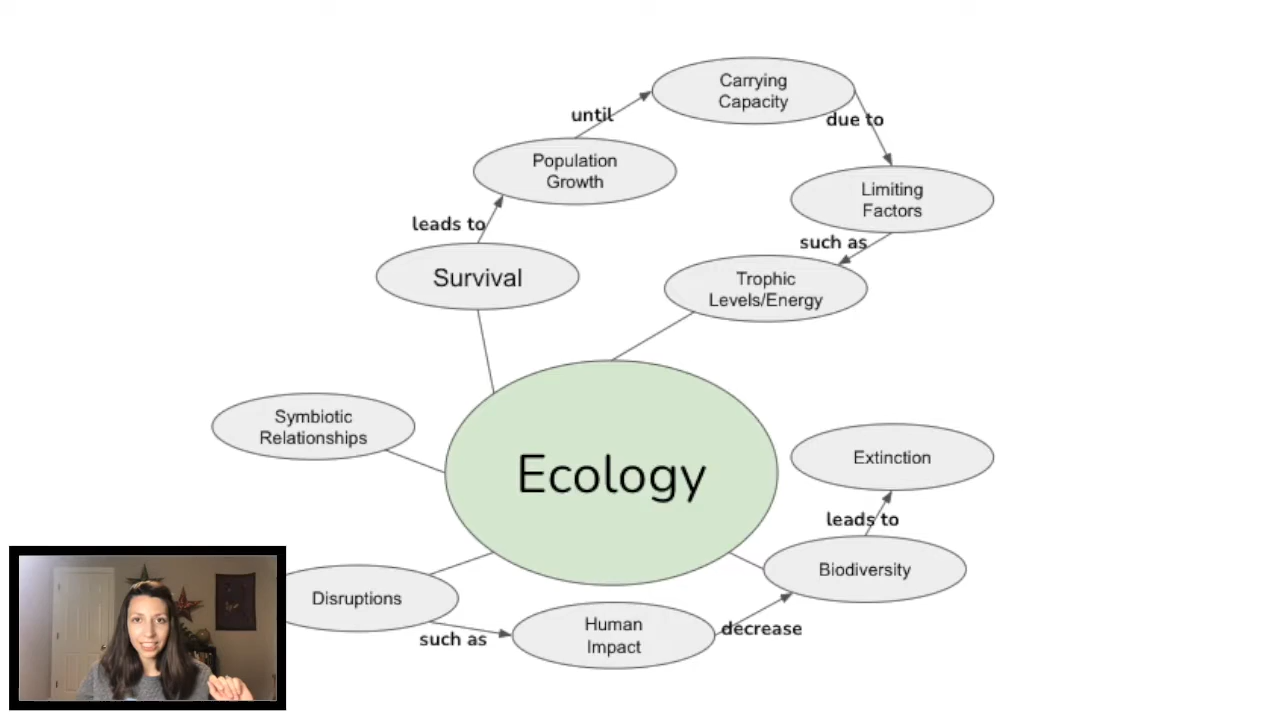 Carrying
Capacity
until
due to
Population
Growth
Limiting
Factors
leads to
such as
Survival
Trophic
Levels/Energy
Symbiotic
Relationships
Ecology
Extinction
leads to
Biodiversity
Disruptions
such as
Human
Impact
decrease